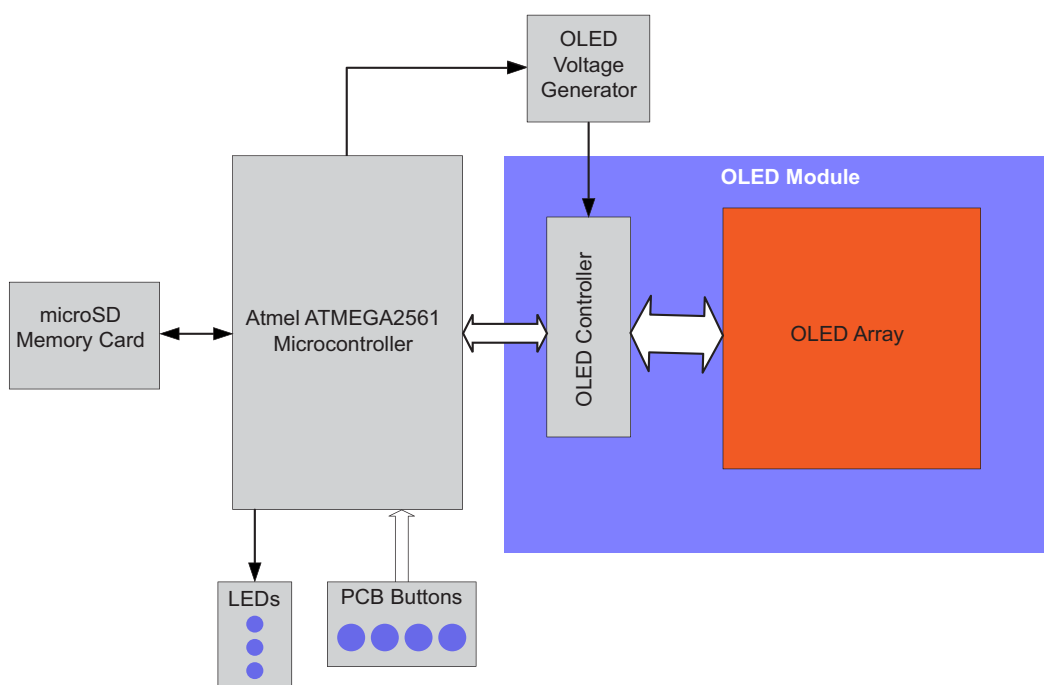 OLED
Voltage
Generator
OLED Module
microSD
Memory Card
Atmel ATMEGA2561
Microcontroller
OLED Controller
OLED Array
LEDs
PCB Buttons